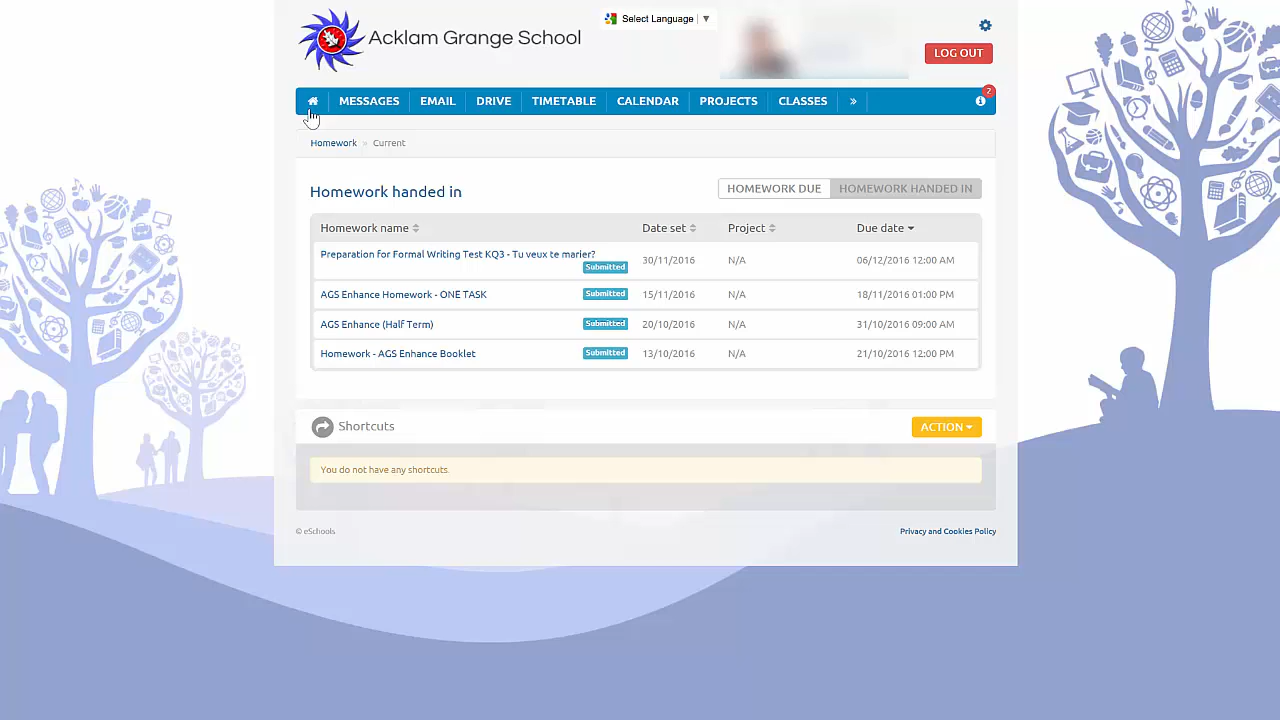 Acklam Grange School
Select Language ▼
LOG OUT
MESSAGES EMAIL DRIVE TIMETABLE CALENDAR PROJECTS CLASSES » 2
Homework » Current
Homework handed in
HOMEWORK DUE HOMEWORK HANDED IN
Homework name Date set Project Due date
Preparation for Formal Writing Test KQ3 - Tu veux te marier? Submitted 30/11/2016 N/A 06/12/2016 12:00 AM
AGS Enhance Homework - ONE TASK Submitted 15/11/2016 N/A 18/11/2016 01:00 PM
AGS Enhance (Half Term) Submitted 20/10/2016 N/A 31/10/2016 09:00 AM
Homework - AGS Enhance Booklet Submitted 13/10/2016 N/A 21/10/2016 12:00 PM
Shortcuts ACTION
You do not have any shortcuts.
© eSchools Privacy and Cookies Policy